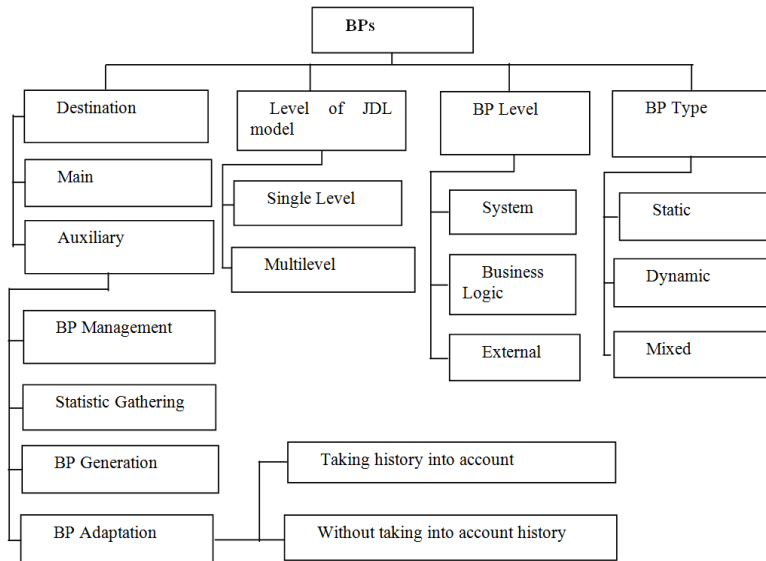 BPs
Destination
Level of JDL
model
BP Level
BP Type
Main
Auxiliary
Single Level
Multilevel
System
Business
Logic
External
Static
Dynamic
Mixed
BP Management
Statistic Gathering
BP Generation
BP Adaptation
Taking history into account
Without taking into account history